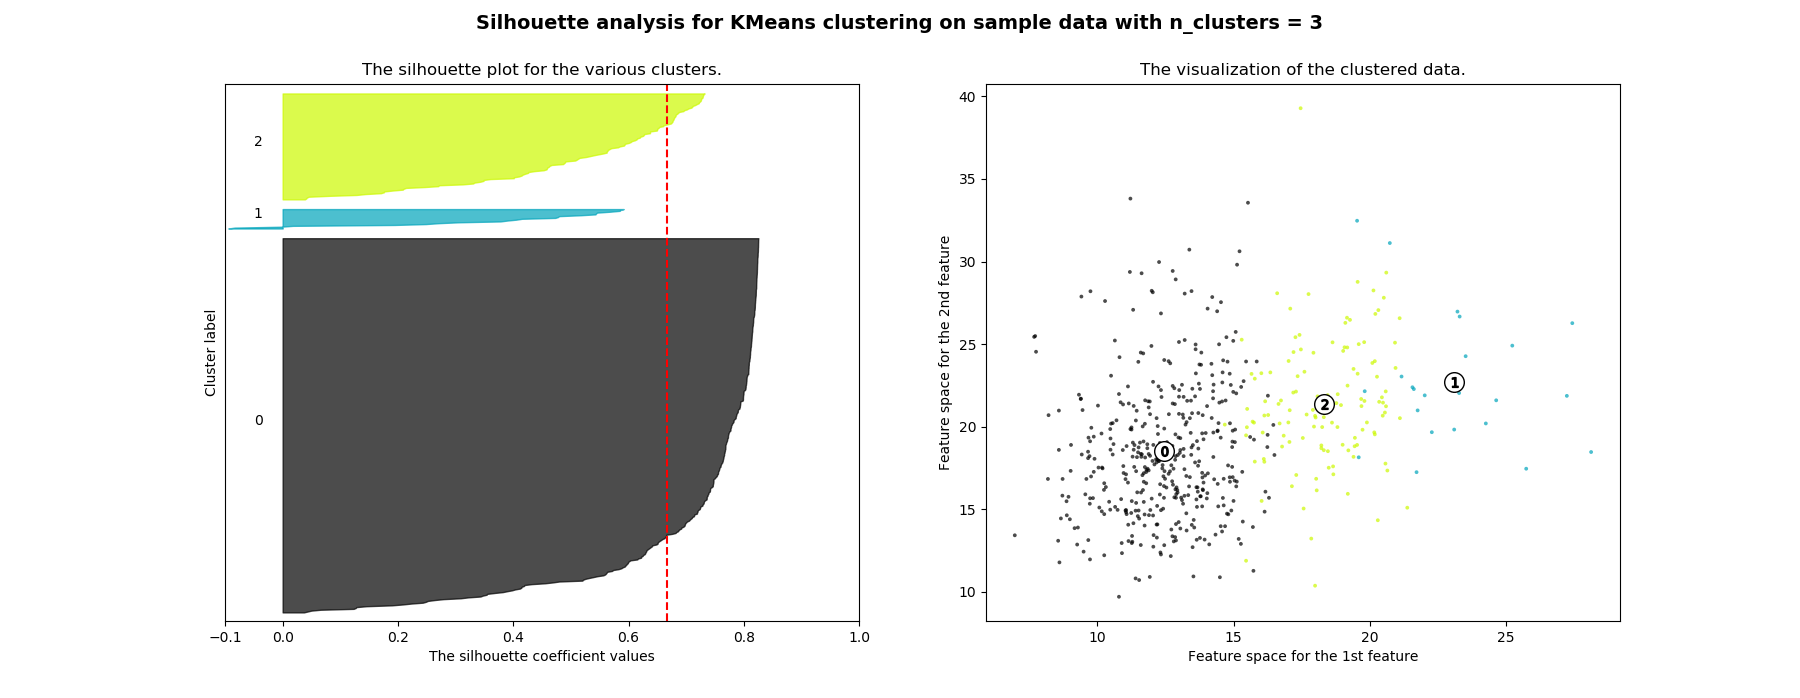 Silhouette analysis for KMeans clustering on sample data with n_clusters = 3
The silhouette plot for the various clusters.
2
1
0
Cluster label
−0.1 0.0 0.2 0.4 0.6 0.8 1.0
The silhouette coefficient values
The visualization of the clustered data.
40
35
30
25
20
15
10
Feature space for the 2nd feature
1
2
0
10 15 20 25
Feature space for the 1st feature